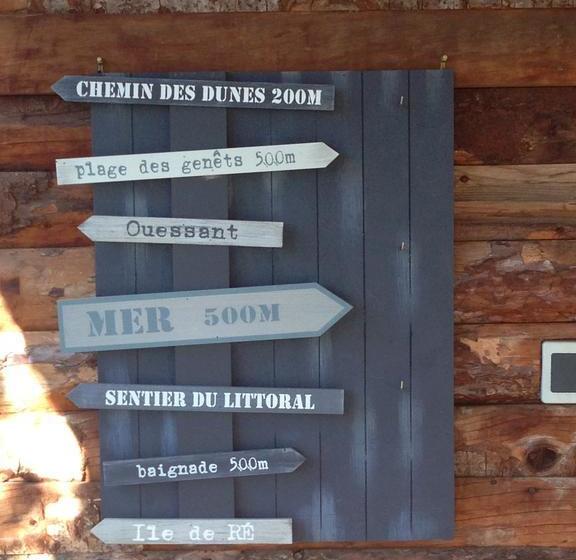 CHEMIN DES DUNES 200M
plage des genêts 500m
Ouessant
MER 500M
SENTIER DU LITTORAL
baignade 500m
Ile de RÉ